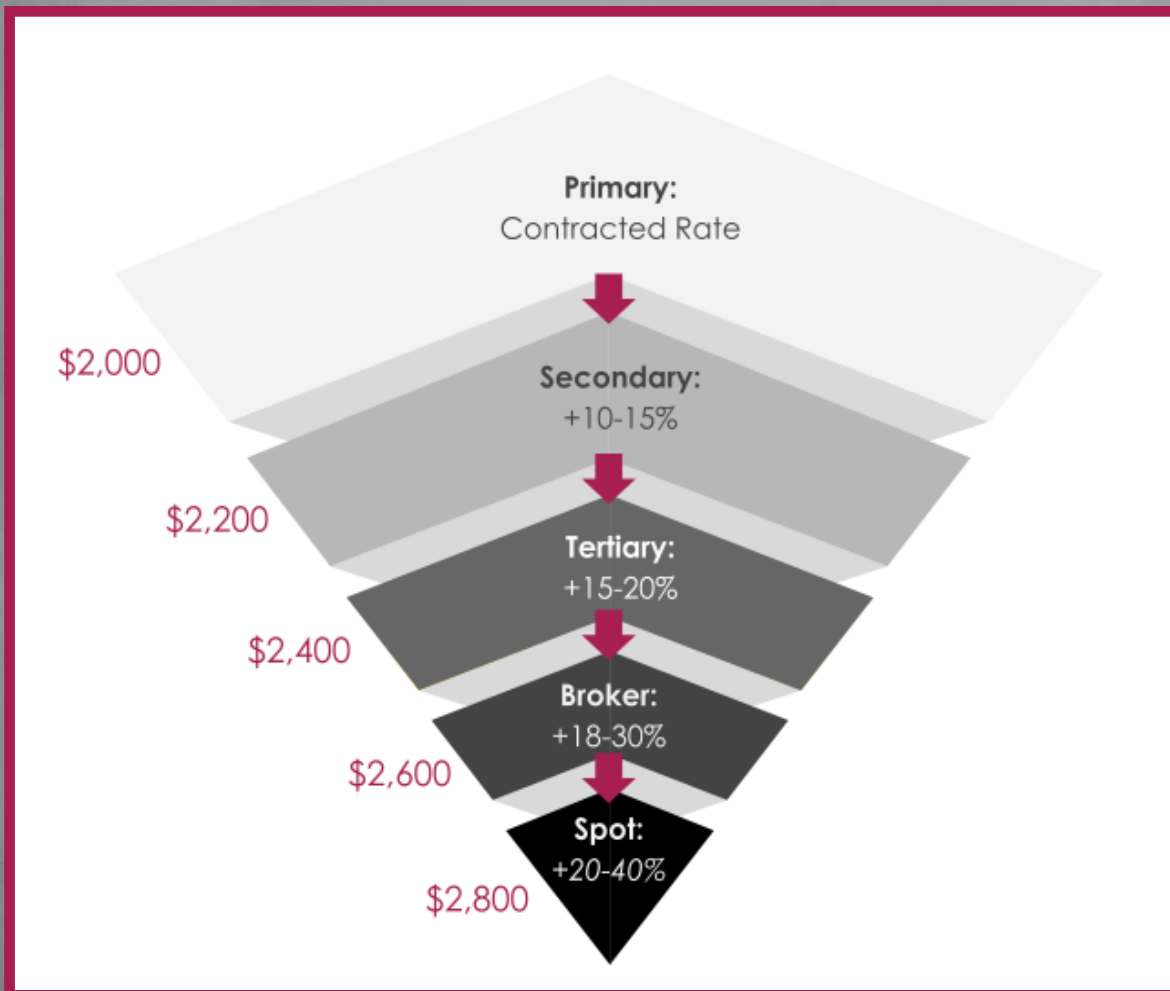 Primary:
Contracted Rate
$2,000
Secondary:
+10-15%
$2,200
Tertiary:
+15-20%
$2,400
Broker:
+18-30%
$2,600
Spot:
+20-40%
$2,800